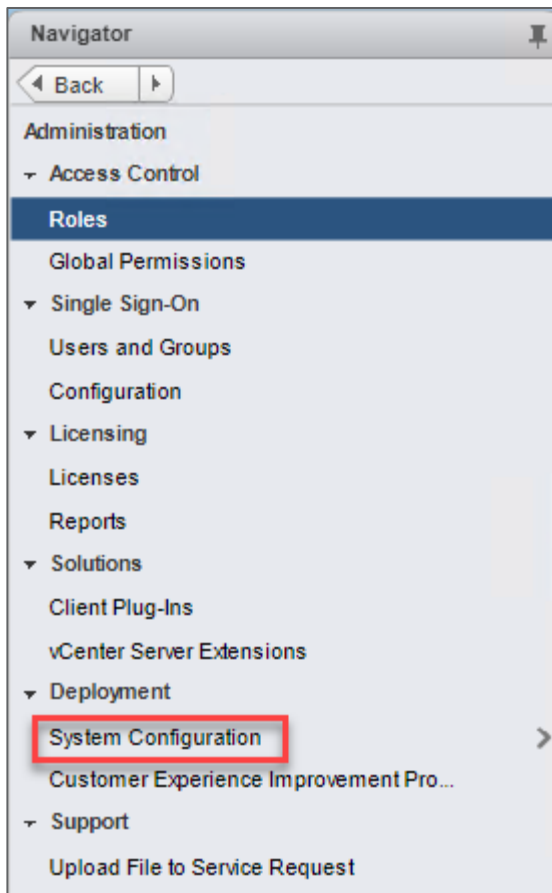 Navigator
Back
Administration
Access Control
Roles
Global Permissions
Single Sign-On
Users and Groups
Configuration
Licensing
Licenses
Reports
Solutions
Client Plug-Ins
vCenter Server Extensions
Deployment
System Configuration
Customer Experience Improvement Pro...
Support
Upload File to Service Request